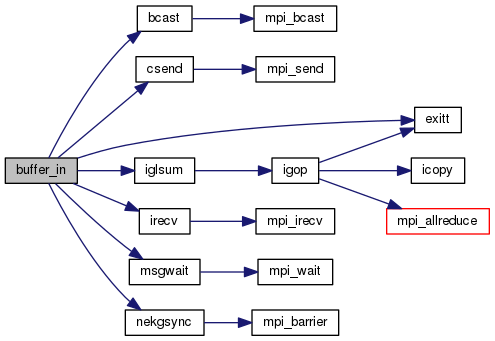 bcast
mpi_bcast
csend
mpi_send
exitt
buffer_in
iglsum
igop
icopy
irecv
mpi_irecv
mpi_allreduce
msgwait
mpi_wait
nekgsync
mpi_barrier